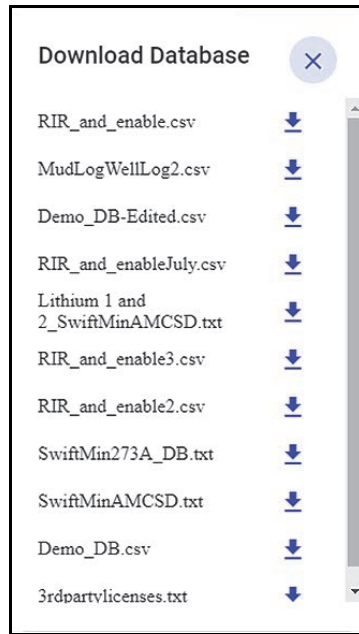 Download Database
RIR_and_enable.csv
MudLogWellLog2.csv
Demo_DB-Edited.csv
RIR_and_enableJuly.csv
Lithium 1 and
2_SwiftMinAMCSD.txt
RIR_and_enable3.csv
RIR_and_enable2.csv
SwiftMin273A_DB.txt
SwiftMinAMCSD.txt
Demo_DB.csv
3rdpartylicenses.txt